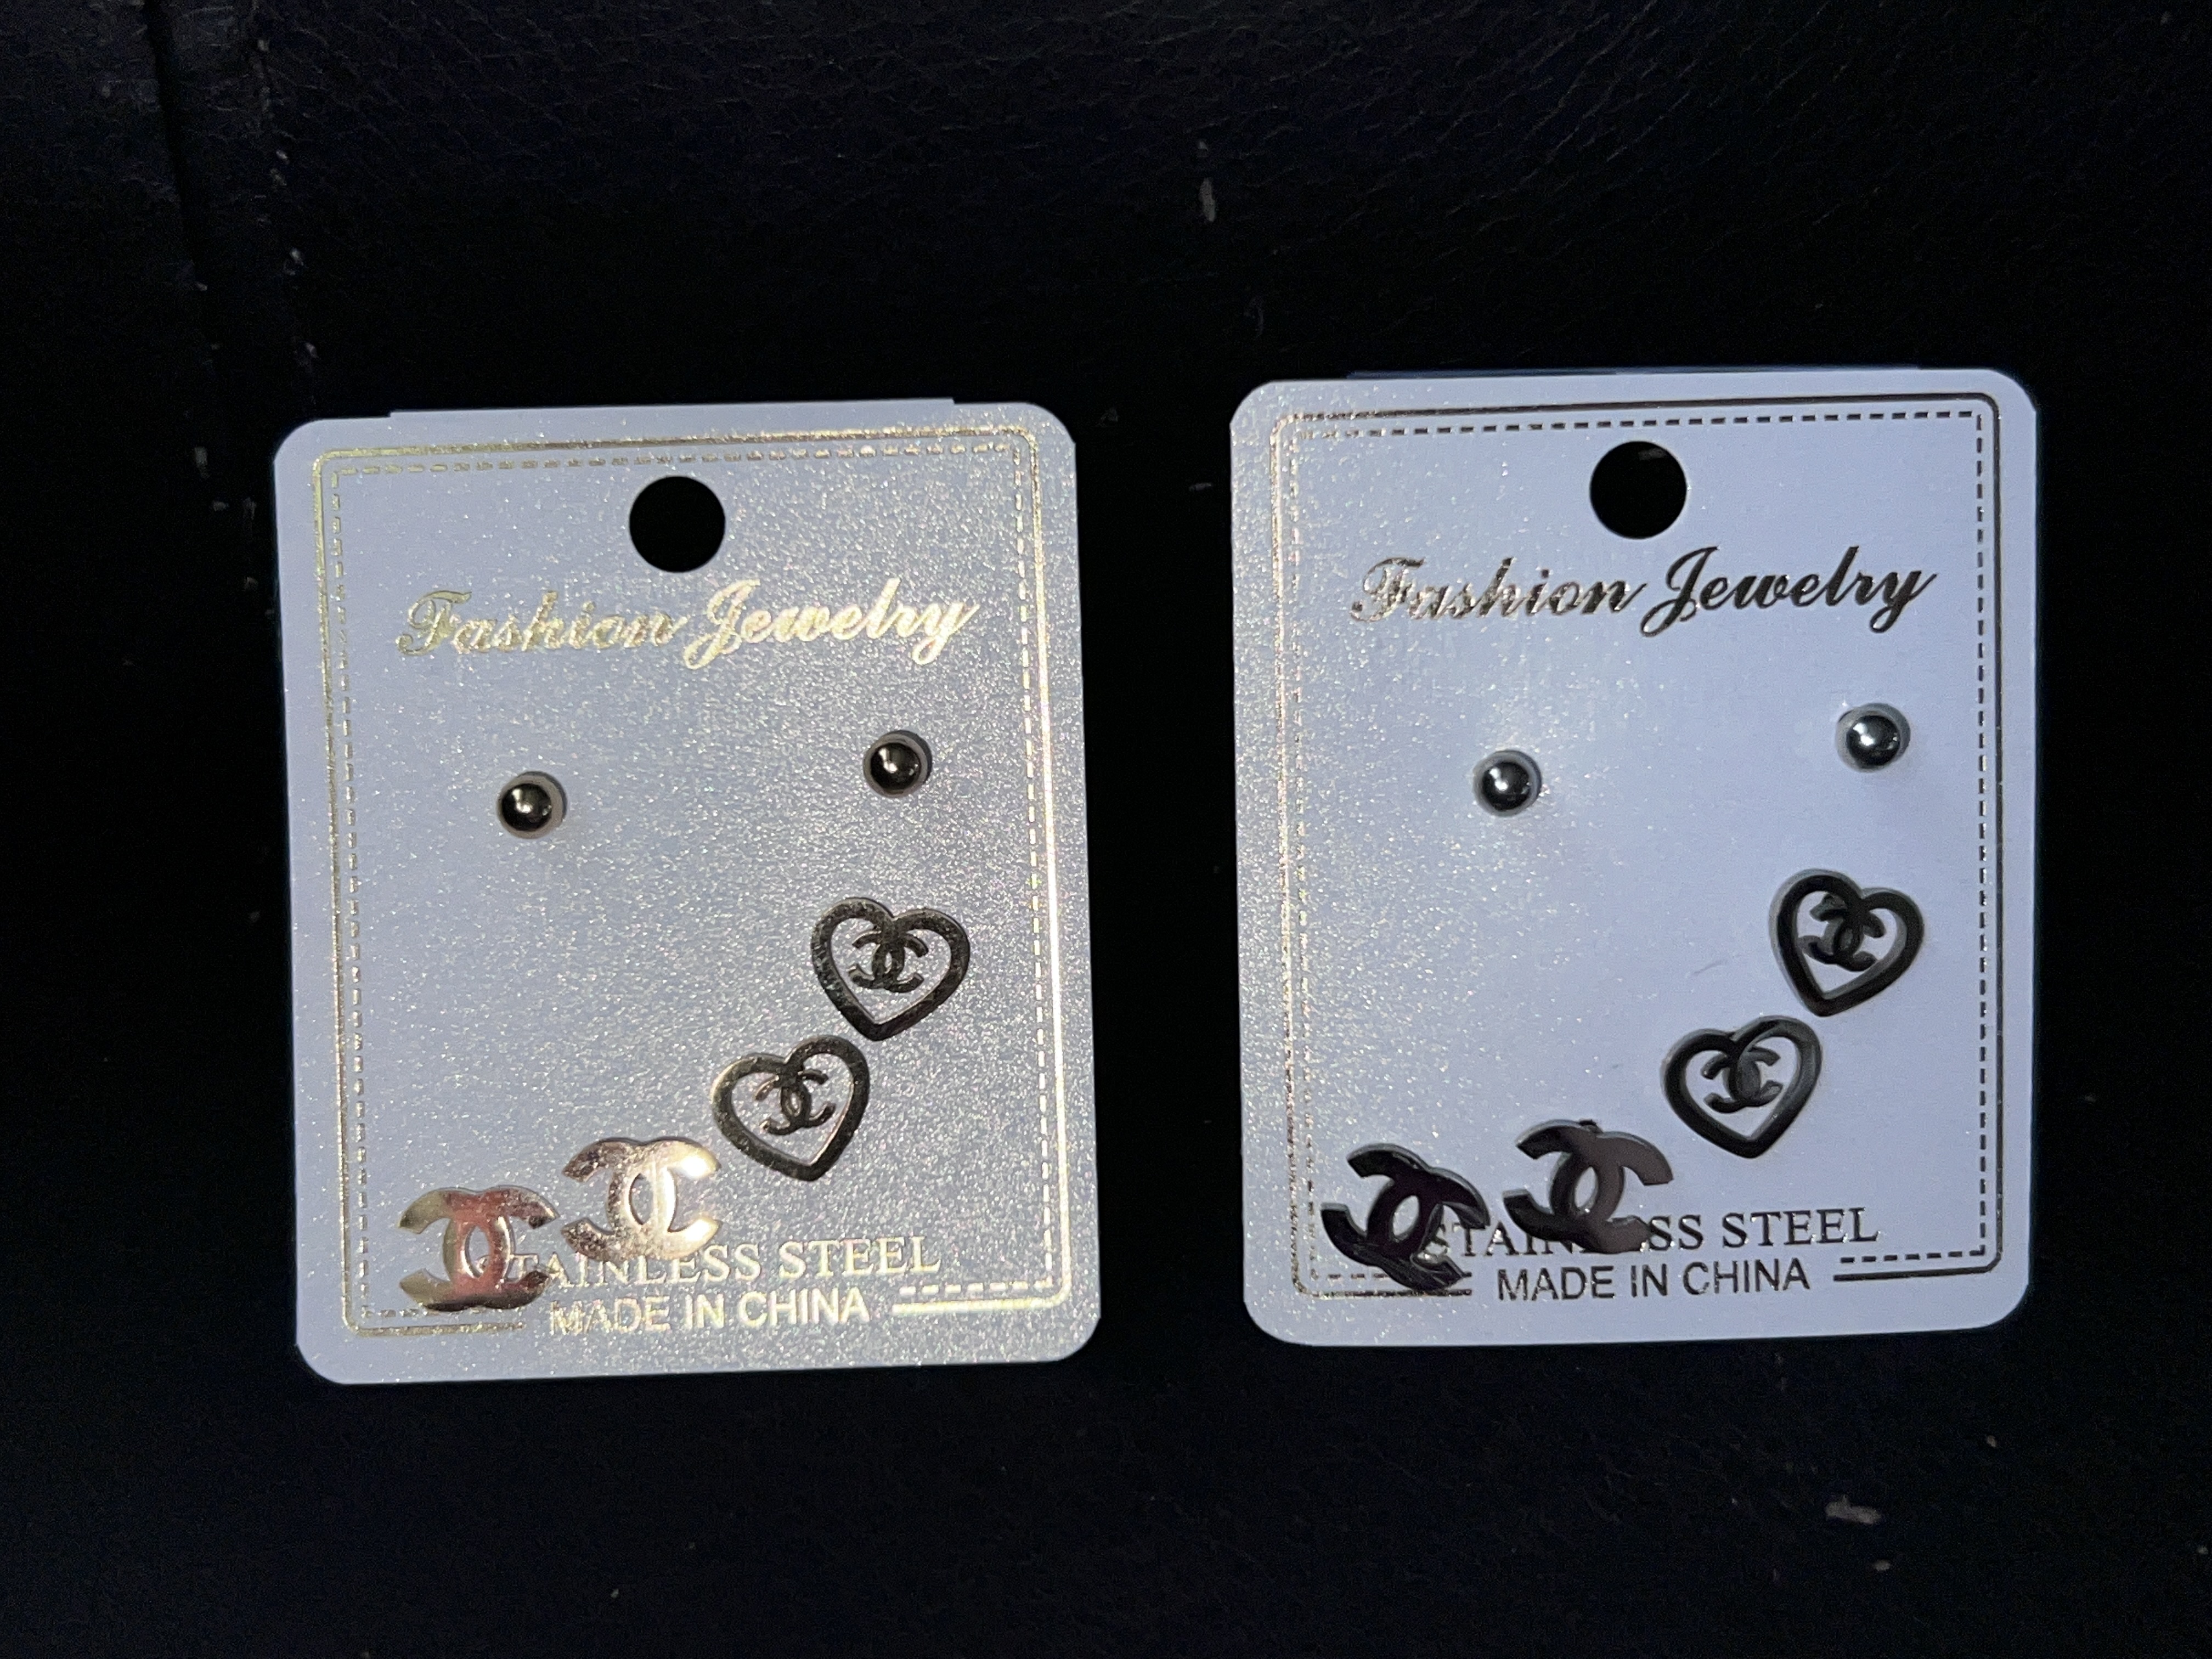 Fashion Jewelry
STAINLESS STEEL
MADE IN CHINA
Fashion Jewelry
STAINLESS STEEL
MADE IN CHINA